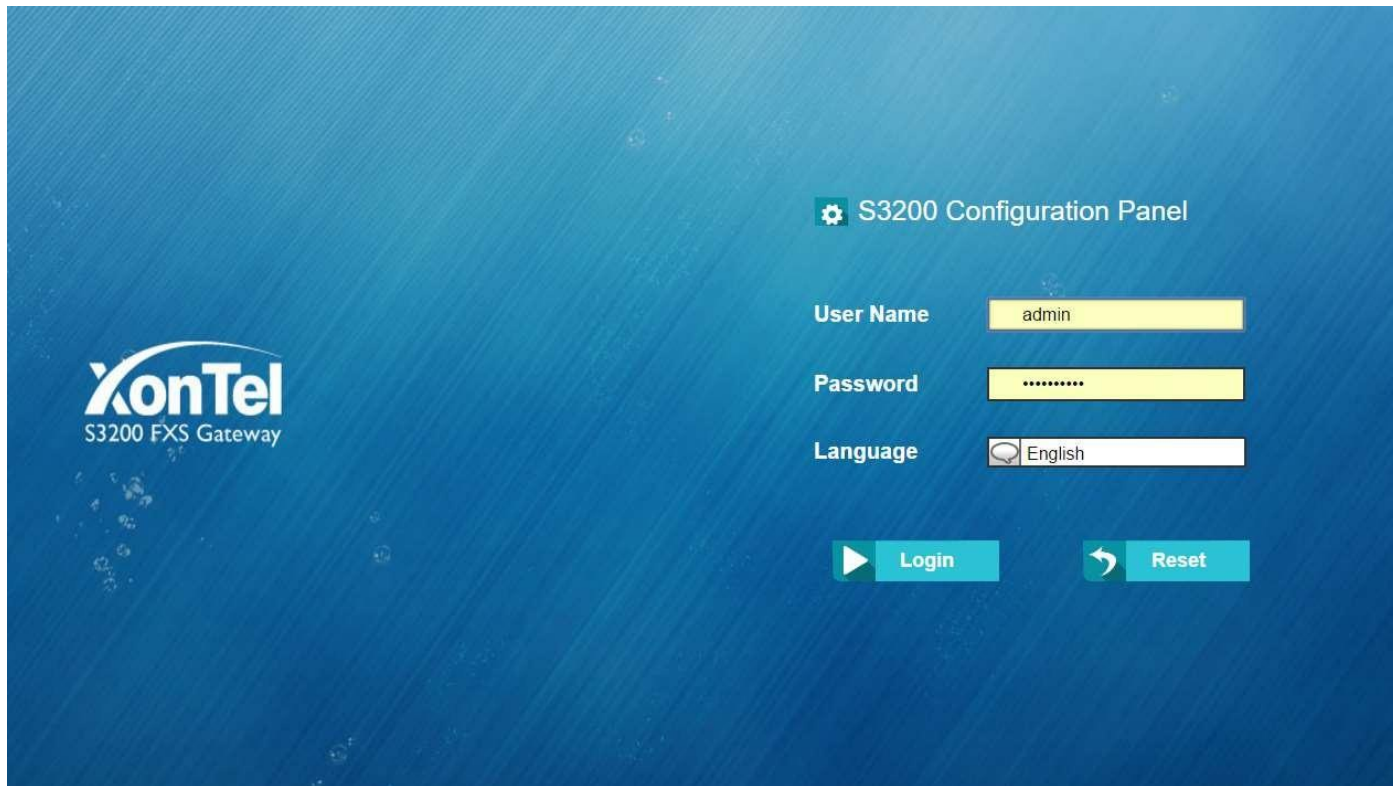 XonTel
S3200 FXS Gateway
S3200 Configuration Panel
User Name admin
Password ••••••••••
Language English
Login Reset